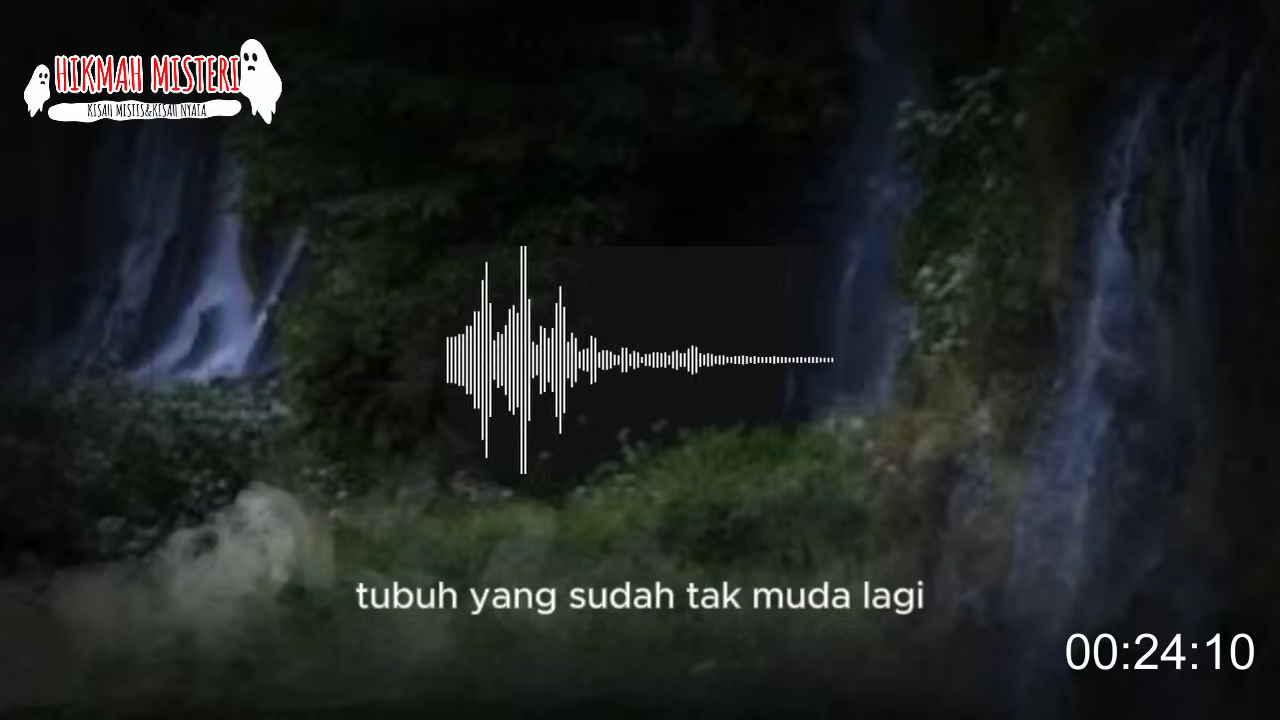 HIKMAH MISTERI
KISAH MISTIS&KISAH NYATA
tubuh yang sudah tak muda lagi
00:24:10